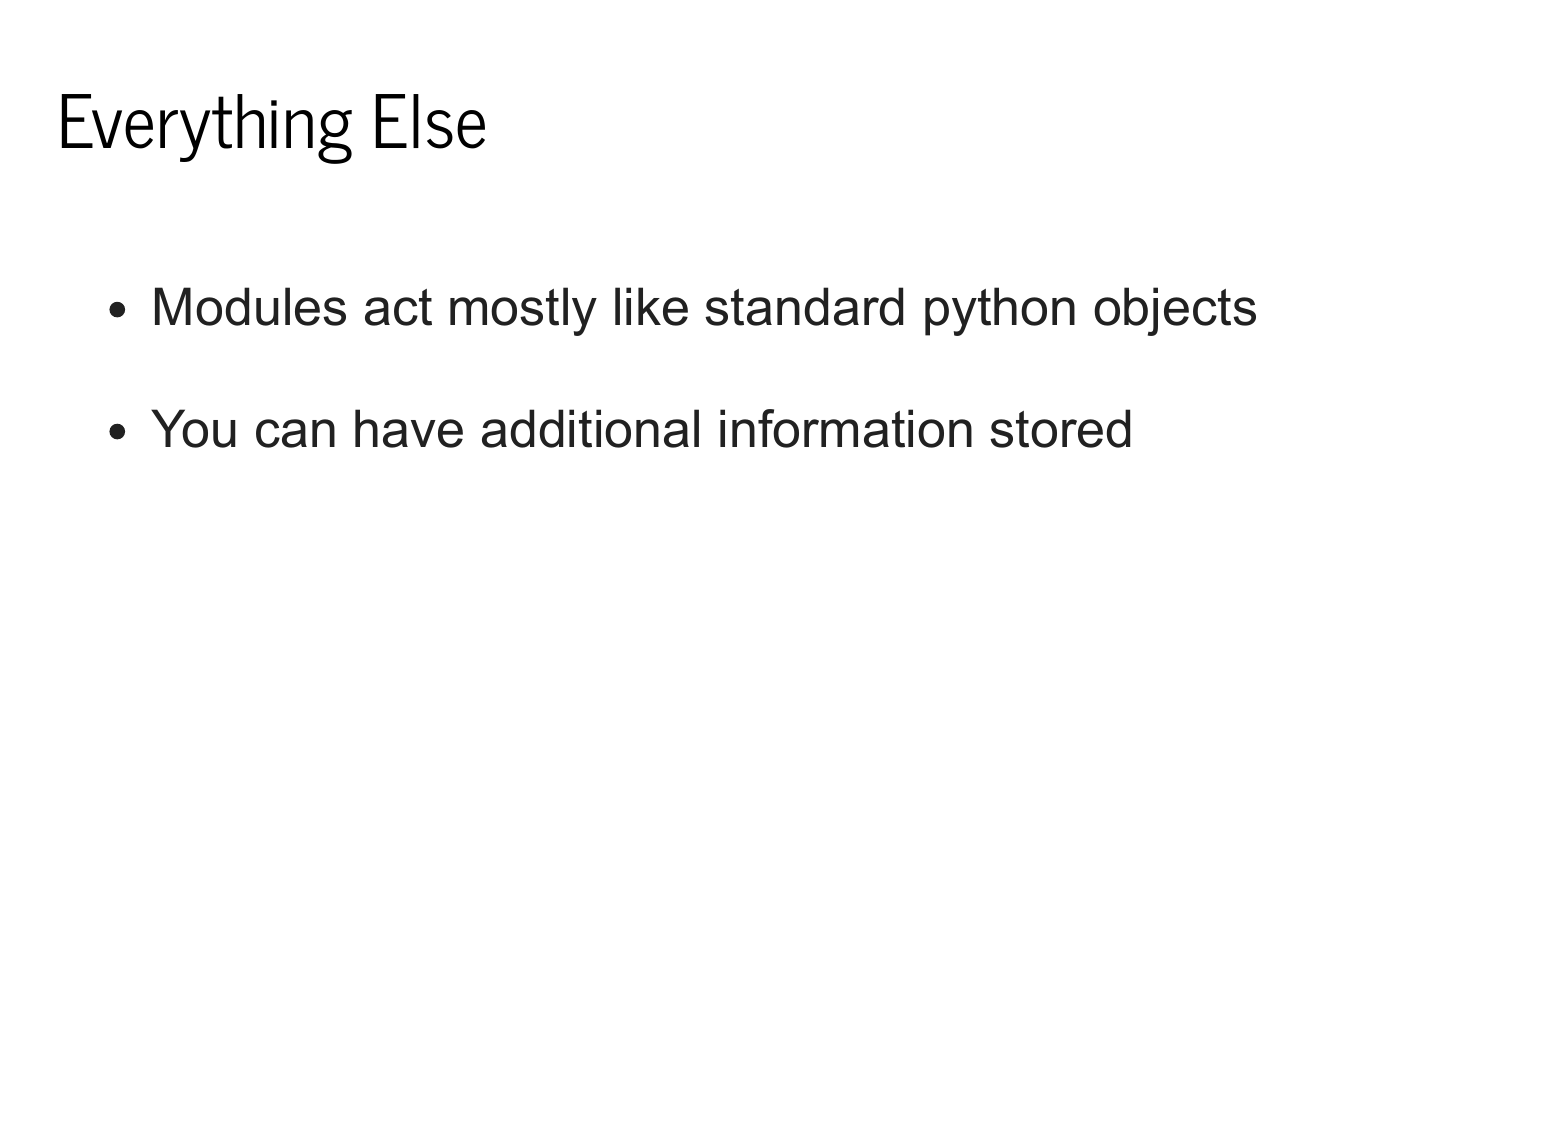 Everything Else
• Modules act mostly like standard python objects
• You can have additional information stored